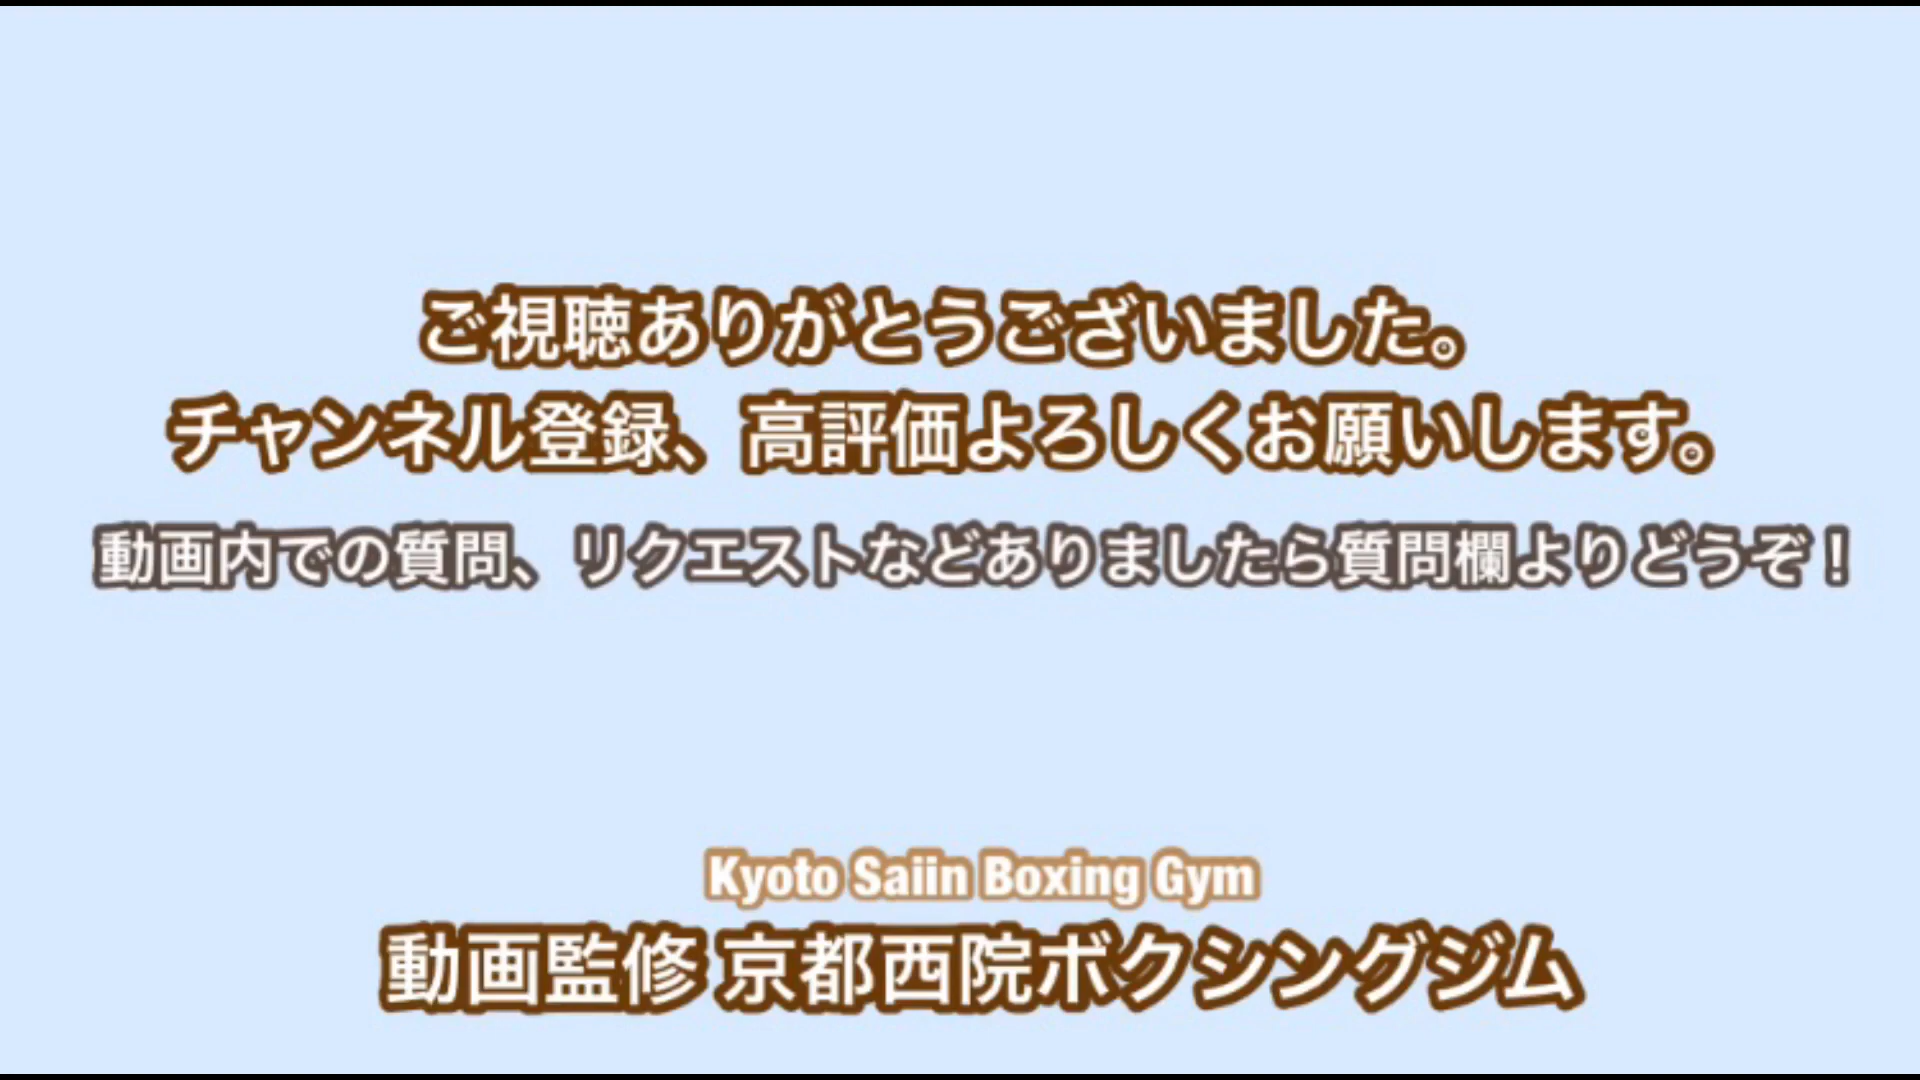 ご視聴ありがとうございました。
チャンネル登録、高評価よろしくお願いします。
動画内での質問、リクエストなどありましたら質問欄よりどうぞ！
Kyoto Saiin Boxing Gym
動画監修 京都西院ボクシングジム